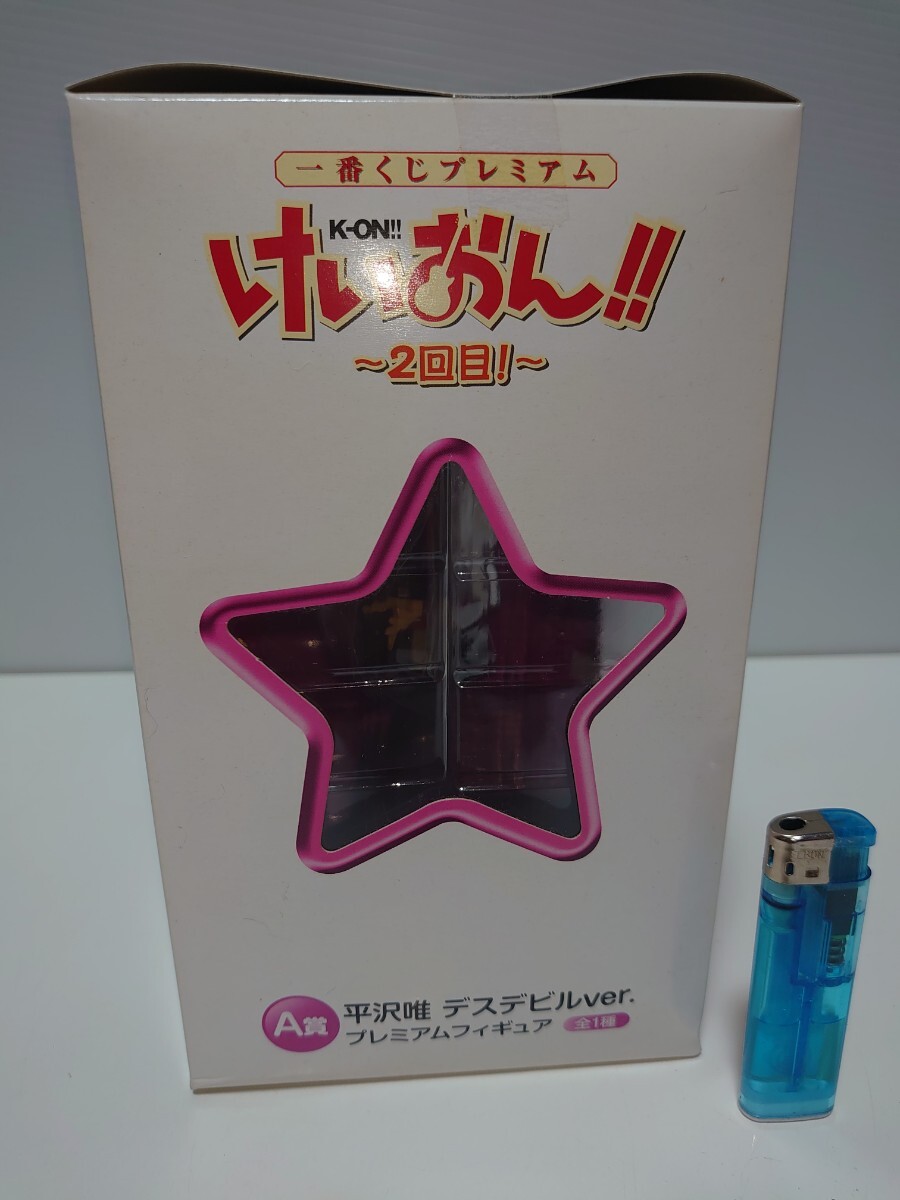 一番くじプレミアム
K-ON!!
けいおん!!
～2回目!～
A賞
平沢唯 デスデビルver.
プレミアムフィギュア 全1種